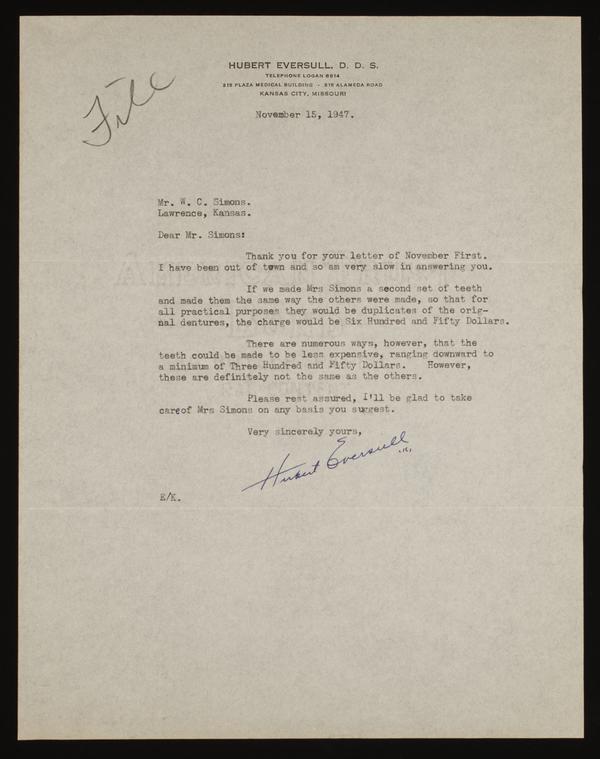 HUBERT EVERSULL, D. D. S.
TELEPHONE LOGAN 6614
315 PLAZA MEDICAL BUILDING - 315 ALAMEDA ROAD
KANSAS CITY, MISSOURI
File
November 15, 1947.
Mr. W. C. Simons.
Lawrence, Kansas.
Dear Mr. Simons:
Thank you for your letter of November First.
I have been out of town and so am very slow in answering you.
If we made Mrs Simons a second set of teeth
and made them the same way the others were made, so that for
all practical purposes they would be duplicates of the orig-
nal dentures, the charge would be Six Hundred and Fifty Dollars.
There are numerous ways, however, that the
teeth could be made to be less expensive, ranging downward to
a minimum of Three Hundred and Fifty Dollars. However,
these are definitely not the same as the others.
Please rest assured, I'll be glad to take
careof Mrs Simons on any basis you suggest.
Very sincerely yours,
Hubert Eversull
E/K.